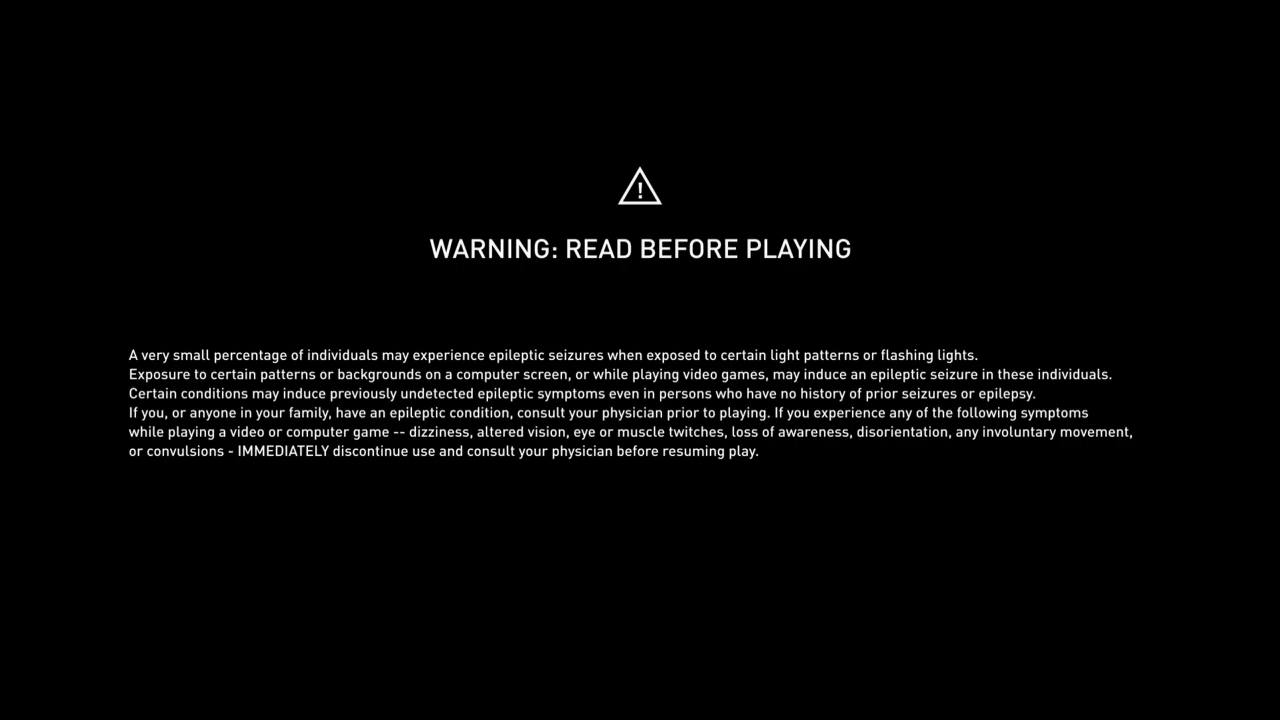 !
WARNING: READ BEFORE PLAYING
A very small percentage of individuals may experience epileptic seizures when exposed to certain light patterns or flashing lights.
Exposure to certain patterns or backgrounds on a computer screen, or while playing video games, may induce an epileptic seizure in these individuals.
Certain conditions may induce previously undetected epileptic symptoms even in persons who have no history of prior seizures or epilepsy.
If you, or anyone in your family, have an epileptic condition, consult your physician prior to playing. If you experience any of the following symptoms
while playing a video or computer game -- dizziness, altered vision, eye or muscle twitches, loss of awareness, disorientation, any involuntary movement,
or convulsions - IMMEDIATELY discontinue use and consult your physician before resuming play.